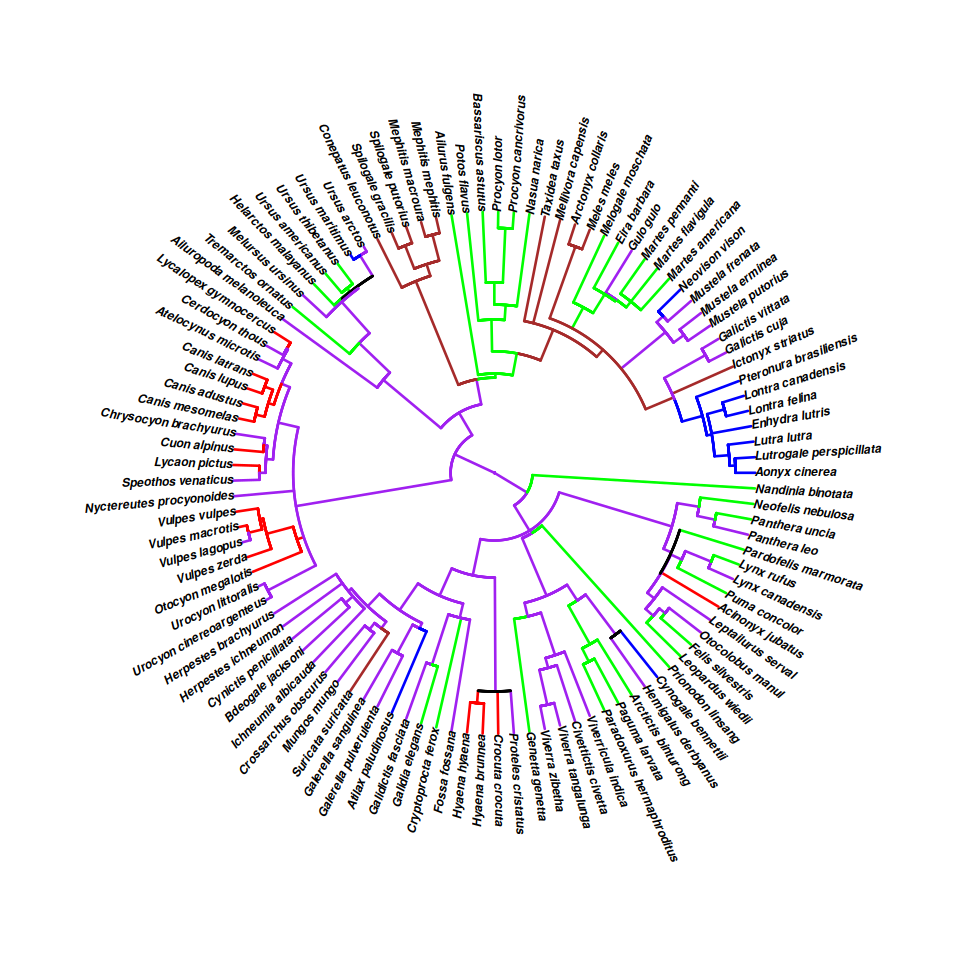 Bassariscus astutus
Procyon lotor
Procyon cancrivorus
Nasua narica
Taxidea taxus
Mellivora capensis
Arctonyx collaris
Meles meles
Melogale moschata
Eira barbara
Gulo gulo
Martes pennanti
Martes flavigula
Martes americana
Neovison vison
Mustela frenata
Mustela erminea
Mustela putorius
Galictis vittata
Galictis cuja
Ictonyx striatus
Pteronura brasiliensis
Lontra canadensis
Lontra felina
Enhydra lutris
Lutra lutra
Lutrogale perspicillata
Aonyx cinerea
Nandinia binotata
Neofelis nebulosa
Panthera uncia
Panthera leo
Pardofelis marmorata
Lynx rufus
Lynx canadensis
Puma concolor
Acinonyx jubatus
Leptailurus serval
Otocolobus manul
Felis silvestris
Leopardus wiedii
Prionodon linsang
Cynogale bennettii
Hemigalus derbyanus
Arctictis binturong
Paguma larvata
Paradoxurus hermaphroditus
Viverricula indica
Civettictis civetta
Viverra tangalunga
Viverra zibetha
Genetta genetta
Proteles cristatus
Crocuta crocuta
Hyaena brunnea
Hyaena hyaena
Fossa fossana
Cryptoprocta ferox
Galidia elegans
Galidictis fasciata
Atilax paludinosus
Galerella pulverulenta
Galerella sanguinea
Suricata suricatta
Mungos mungo
Crossarchus obscurus
Ichneumia albicauda
Bdeogale jacksoni
Cynictis penicillata
Herpestes ichneumon
Herpestes brachyurus
Urocyon cinereoargenteus
Urocyon littoralis
Otocyon megalotis
Vulpes zerda
Vulpes lagopus
Vulpes macrotis
Vulpes vulpes
Nyctereutes procyonoides
Speothos venaticus
Lycaon pictus
Cuon alpinus
Chrysocyon brachyurus
Canis mesomelas
Canis adustus
Canis lupus
Canis latrans
Atelocynus microtis
Cerdocyon thous
Lycalopex gymnocercus
Ailuropoda melanoleuca
Tremarctos ornatus
Melursus ursinus
Helarctos malayanus
Ursus americanus
Ursus thibetanus
Ursus maritimus
Ursus arctos
Conepatus leuconotus
Spilogale gracilis
Spilogale putorius
Mephitis macroura
Mephitis mephitis
Ailurus fulgens
Potos flavus